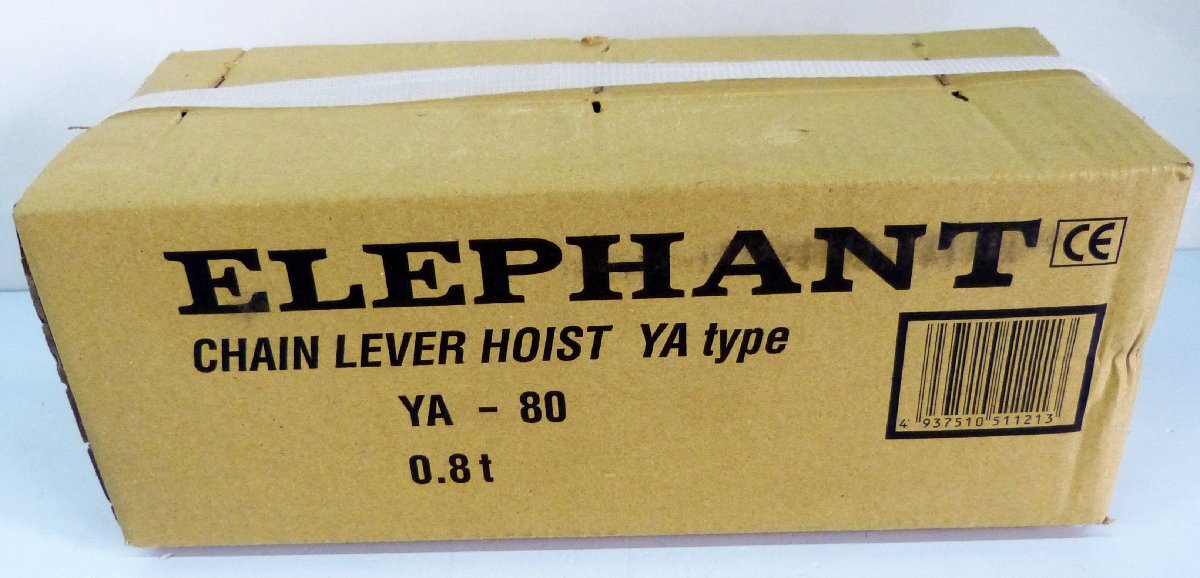 ELEPHANT CE
CHAIN LEVER HOIST YA type
YA - 80
0.8t
4 937510 511213